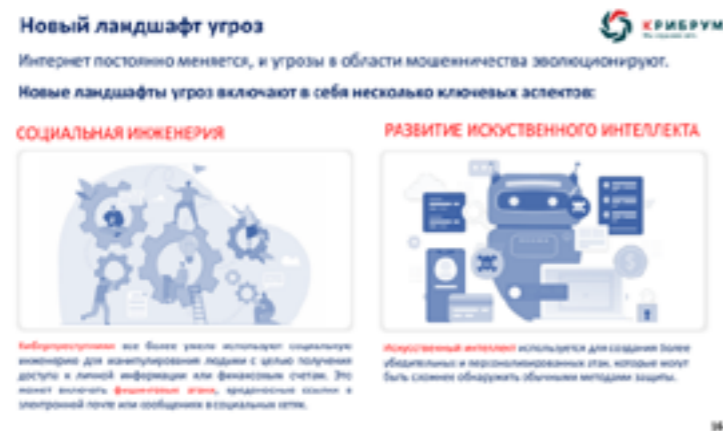 Новый ландшафт угроз
КРИБРУМ
Интернет постоянно меняется, и угрозы в области мошенничества эволюционируют.
Новые ландшафты угроз включают в себя несколько ключевых аспектов:
СОЦИАЛЬНАЯ ИНЖЕНЕРИЯ
РАЗВИТИЕ ИСКУСТВЕННОГО ИНТЕЛЛЕКТА
Киберпреступники все более умело используют социальную
инженерию для манипулирования людьми с целью получения
доступа к личной информации или финансовым счетам. Это
может включать фишинговые атаки, вредоносные ссылки в
электронной почте или сообщениях в социальных сетях.
Искусственный интеллект используется для создания более
убедительных и персонализированных атак, которые могут
быть сложнее обнаружить обычными методами защиты.